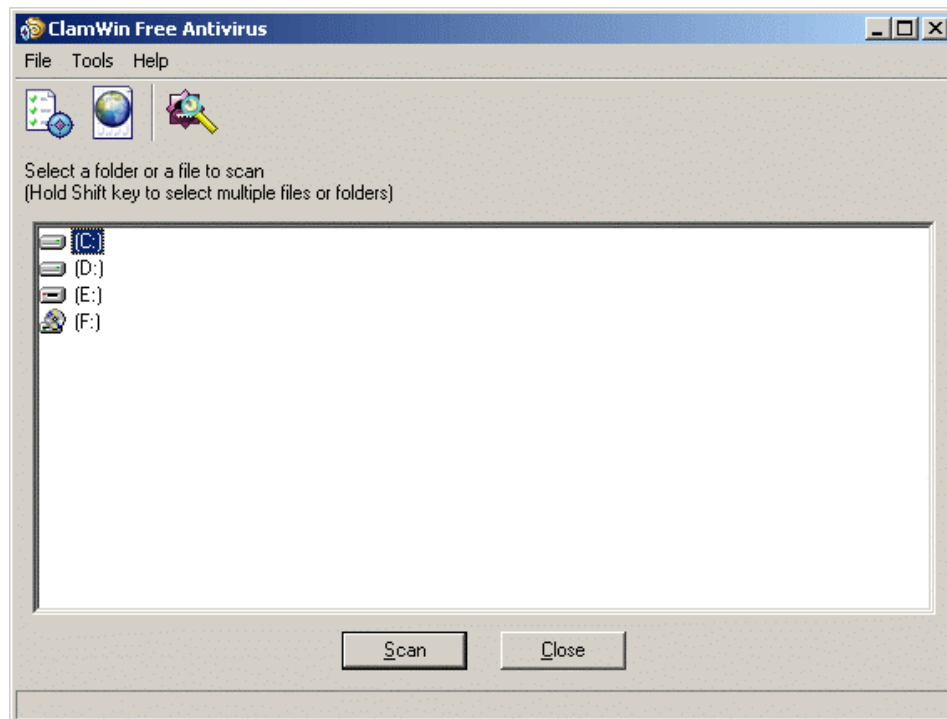 ClamWin Free Antivirus
File Tools Help
Select a folder or a file to scan
(Hold Shift key to select multiple files or folders)
(C:)
(D:)
(E:)
(F:)
Scan Close